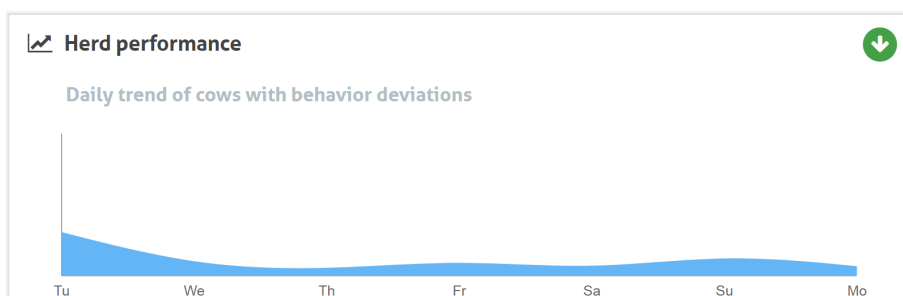 Herd performance
Daily trend of cows with behavior deviations
Tu We Th Fr Sa Su Mo